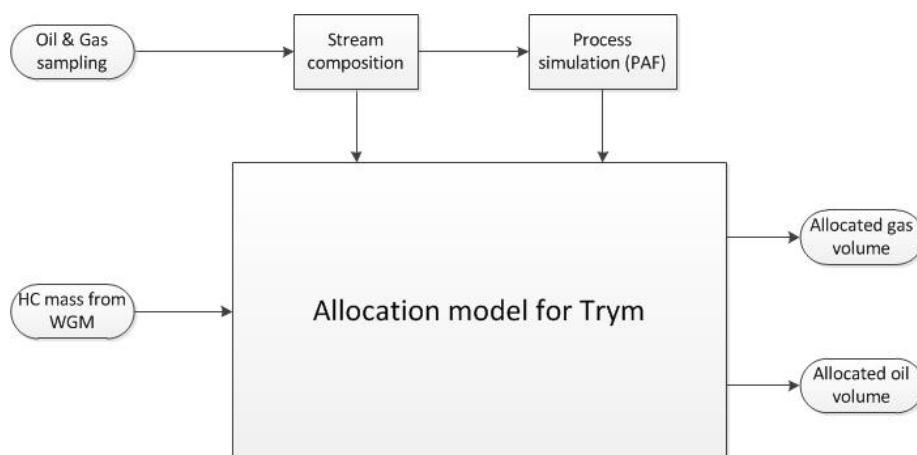 Oil & Gas
sampling
Stream
composition
Process
simulation (PAF)
Allocated gas
volume
HC mass from
WGM
Allocation model for Trym
Allocated oil
volume